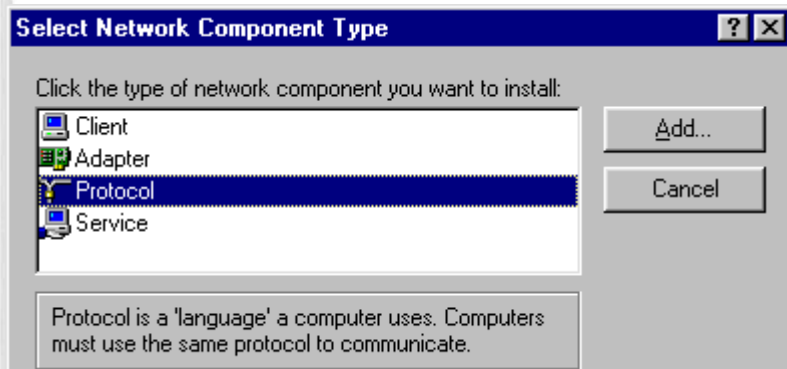 Select Network Component Type
Click the type of network component you want to install:
Client
Add...
Adapter
Protocol
Cancel
Service
Protocol is a 'language' a computer uses. Computers
must use the same protocol to communicate.